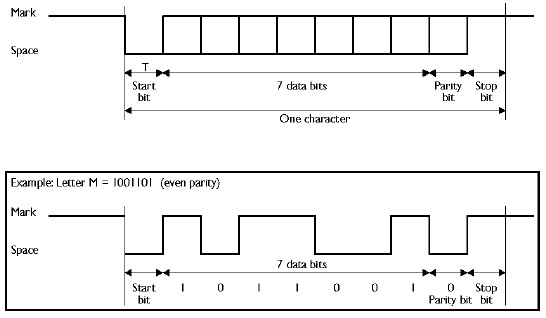 Mark
Space
T
Start bit
7 data bits
Parity bit
Stop bit
One character
Example: Letter M = 1001101 (even parity)
Mark
Space
7 data bits
Start bit
1 0 1 1 0 0 1 0
Parity bit
Stop bit